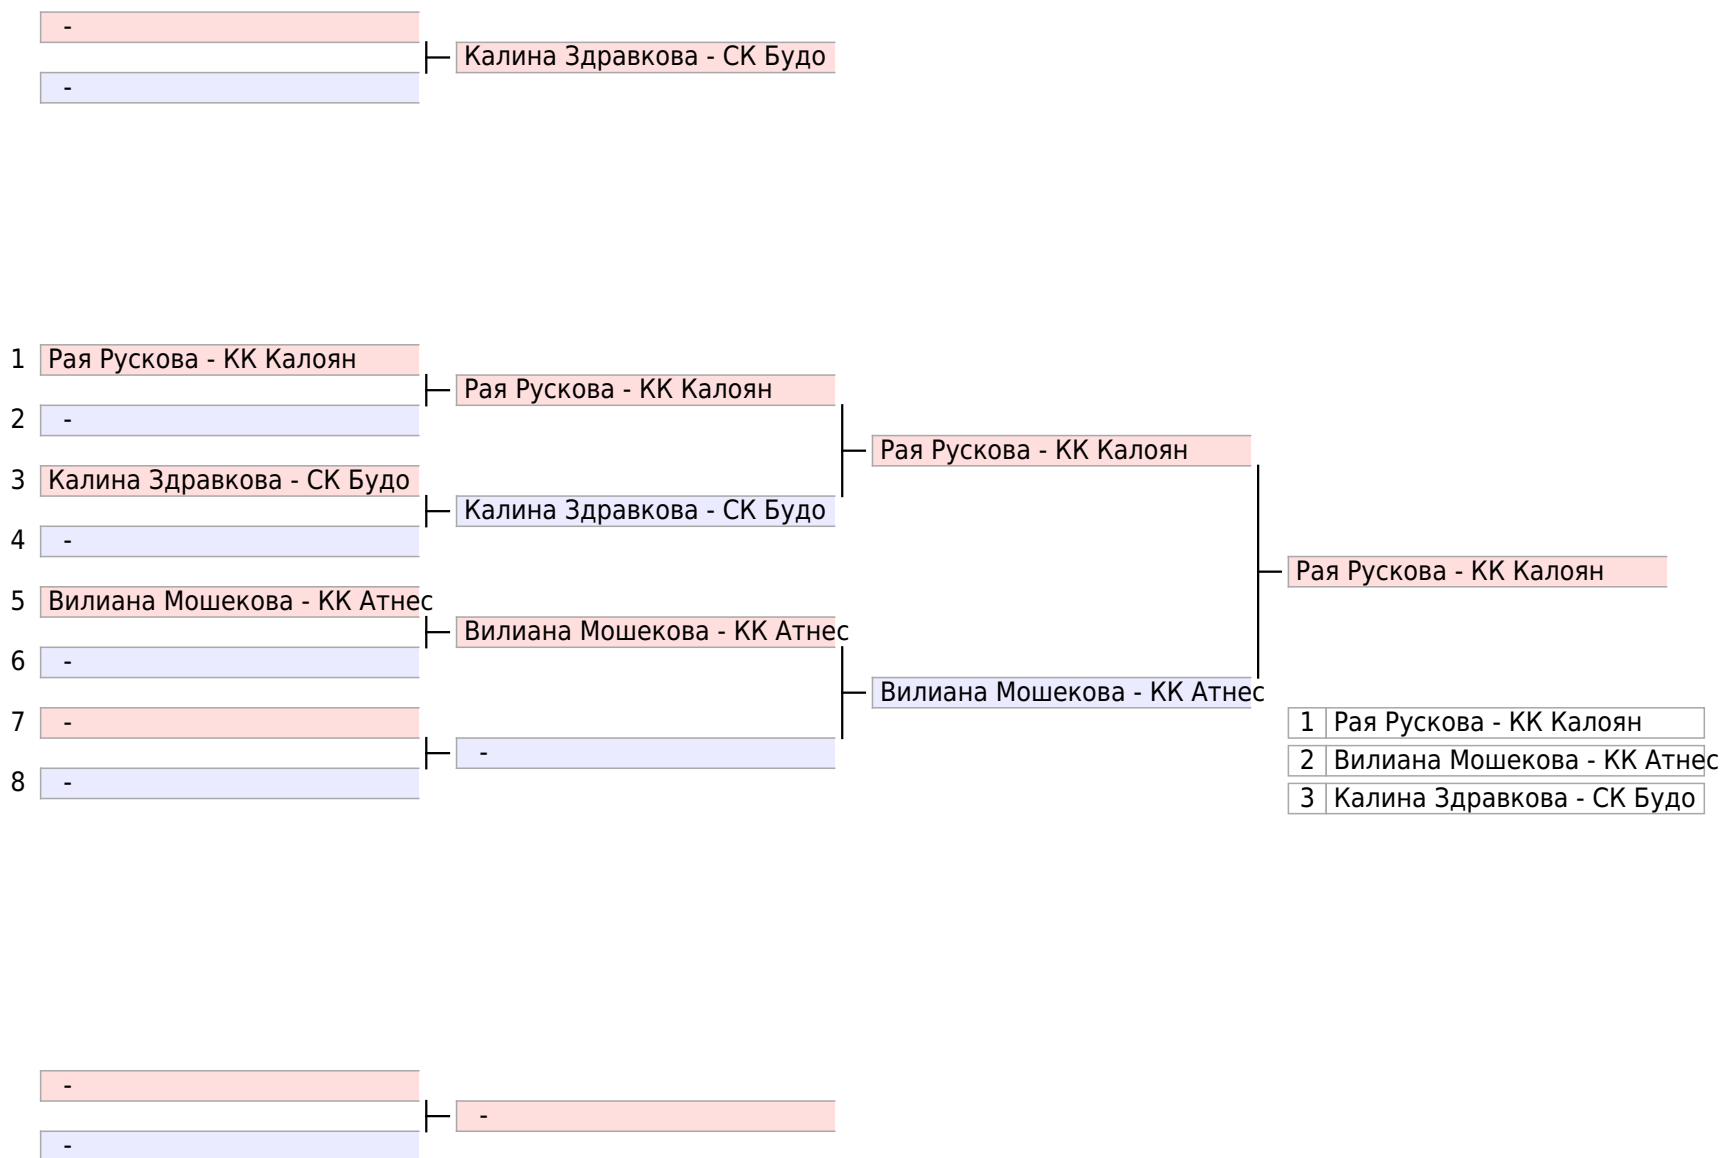 -
Калина Здравкова - СК Будо
-
1 Рая Рускова - КК Калоян
Рая Рускова - КК Калоян
2 -
Рая Рускова - КК Калоян
3 Калина Здравкова - СК Будо
Калина Здравкова - СК Будо
4 -
Рая Рускова - КК Калоян
5 Вилиана Мошекова - КК Атнес
Вилиана Мошекова - КК Атнес
6 -
Вилиана Мошекова - КК Атнес
7 -
-
8 -
1 Рая Рускова - КК Калоян
2 Вилиана Мошекова - КК Атнес
3 Калина Здравкова - СК Будо
-
-
-